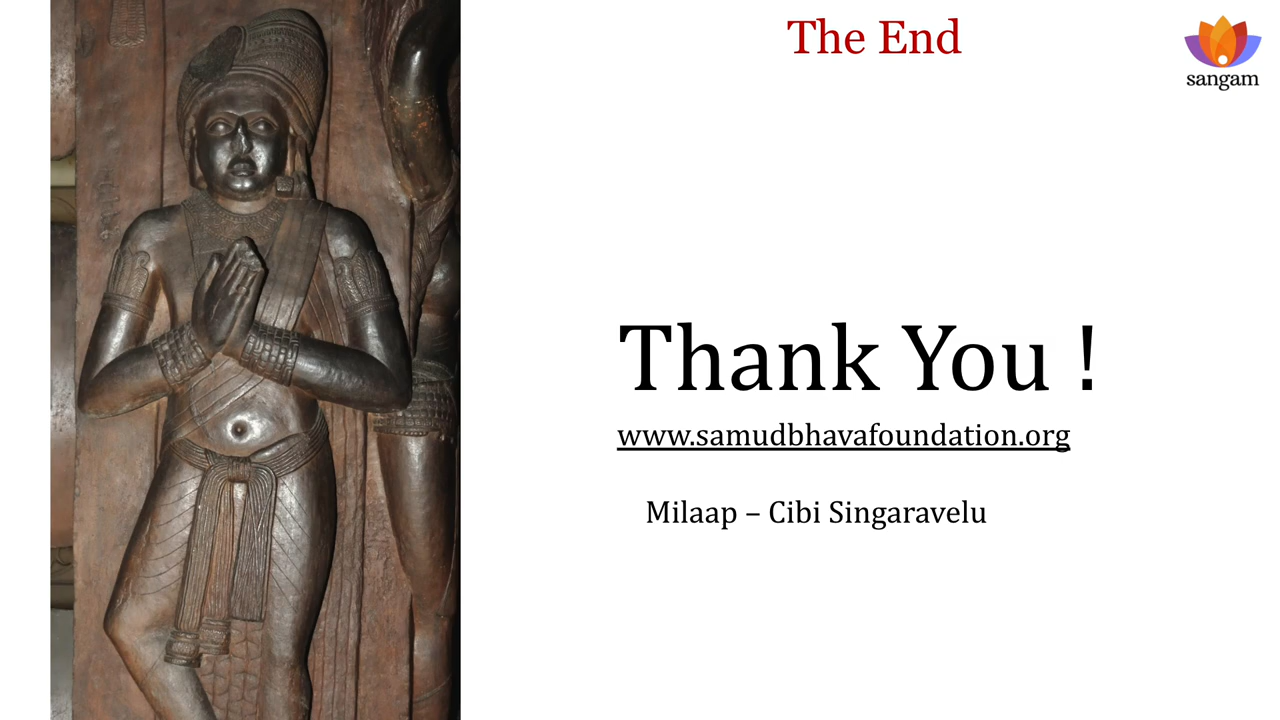 The End
sangam
Thank You !
www.samudbhavafoundation.org
Milaap – Cibi Singaravelu